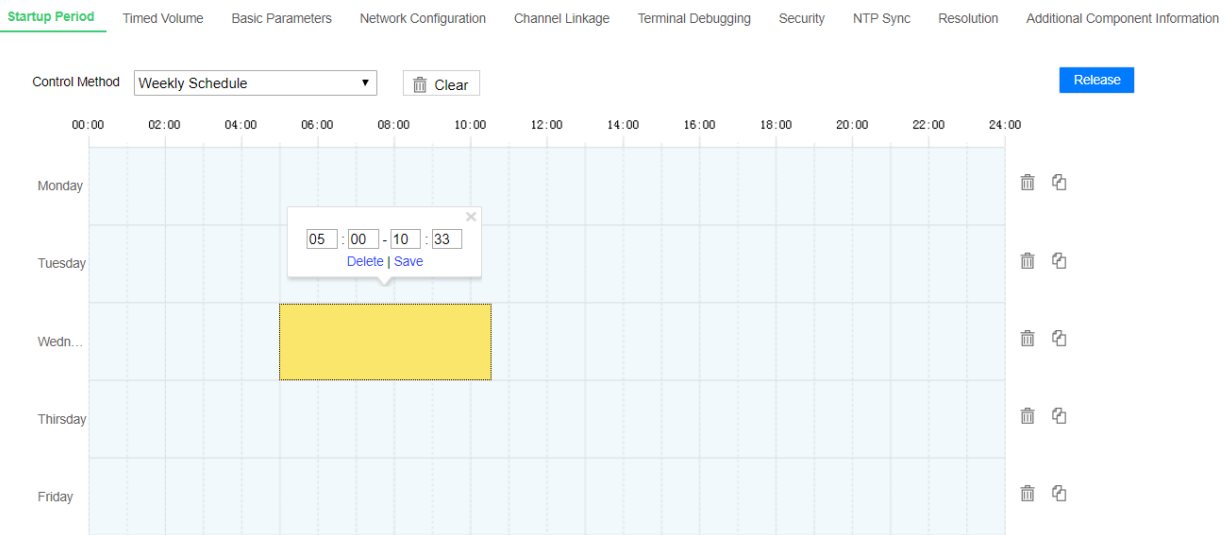 Startup Period Timed Volume Basic Parameters Network Configuration Channel Linkage Terminal Debugging Security NTP Sync Resolution Additional Component Information
Control Method Weekly Schedule Clear Release
00:00 02:00 04:00 06:00 08:00 10:00 12:00 14:00 16:00 18:00 20:00 22:00 24:00
Monday
05 : 00 - 10 : 33
Delete | Save
Tuesday
Wedn...
Thirsday
Friday